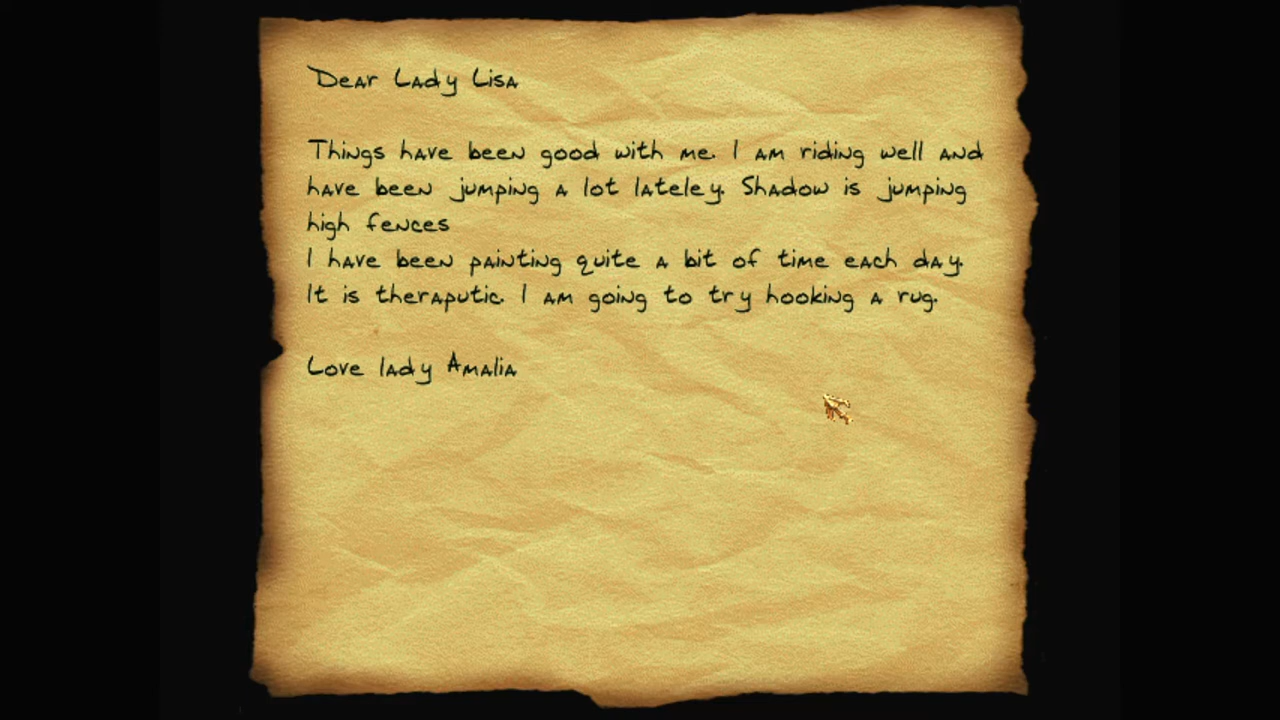 Dear Lady Lisa
Things have been good with me. I am riding well and
have been jumping a lot lateley. Shadow is jumping
high fences
I have been painting quite a bit of time each day.
It is theraputic. I am going to try hooking a rug.
Love lady Amalia